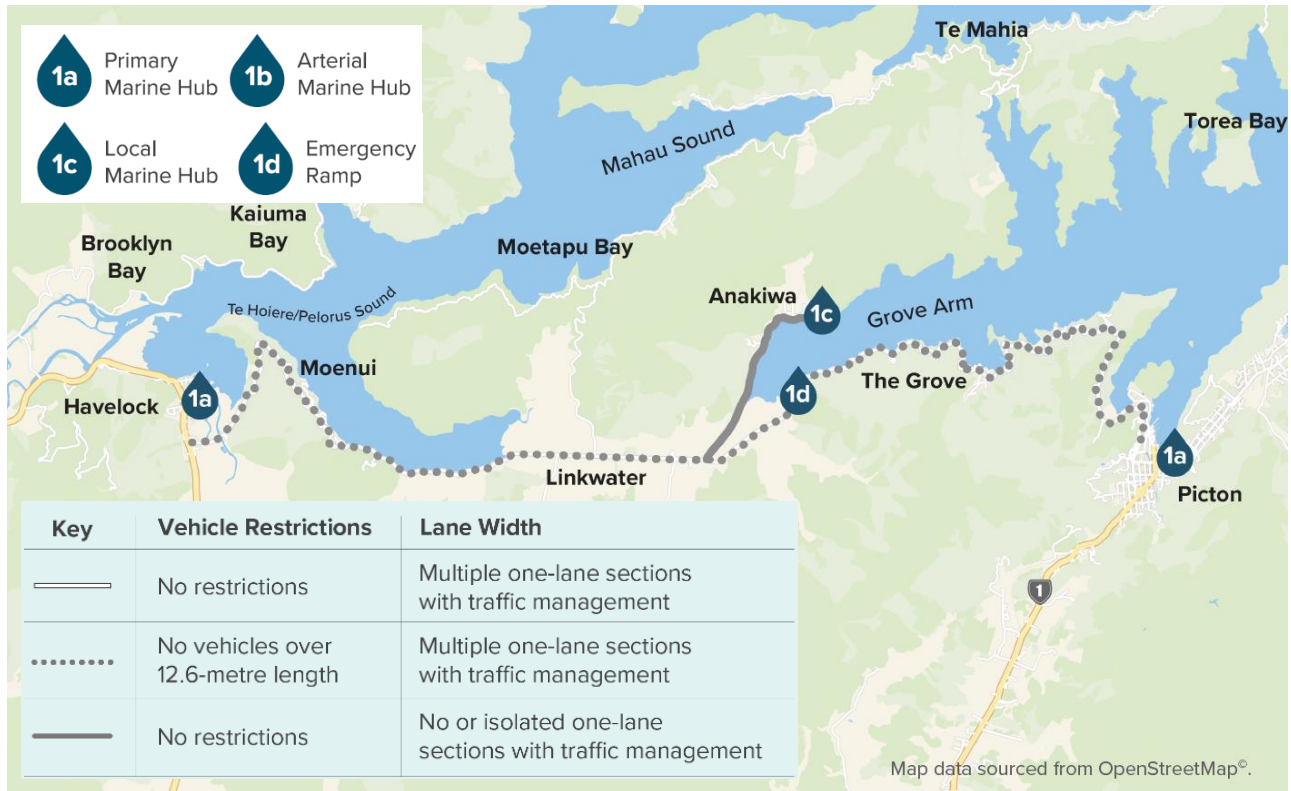 1a Primary
Marine Hub
1b Arterial
Marine Hub
1c Local
Marine Hub
1d Emergency
Ramp
Te Mahia
Torea Bay
Mahau Sound
Kaiuma
Bay
Brooklyn
Bay
Moetapu Bay
Te Hoiere/Pelorus Sound
Anakiwa
1c
Grove Arm
Moenui
The Grove
Havelock
1a
1d
Linkwater
1a
Picton
1
Key Vehicle Restrictions Lane Width
No restrictions
Multiple one-lane sections
with traffic management
No vehicles over
12.6-metre length
Multiple one-lane sections
with traffic management
No restrictions
No or isolated one-lane
sections with traffic management
Map data sourced from OpenStreetMap©.